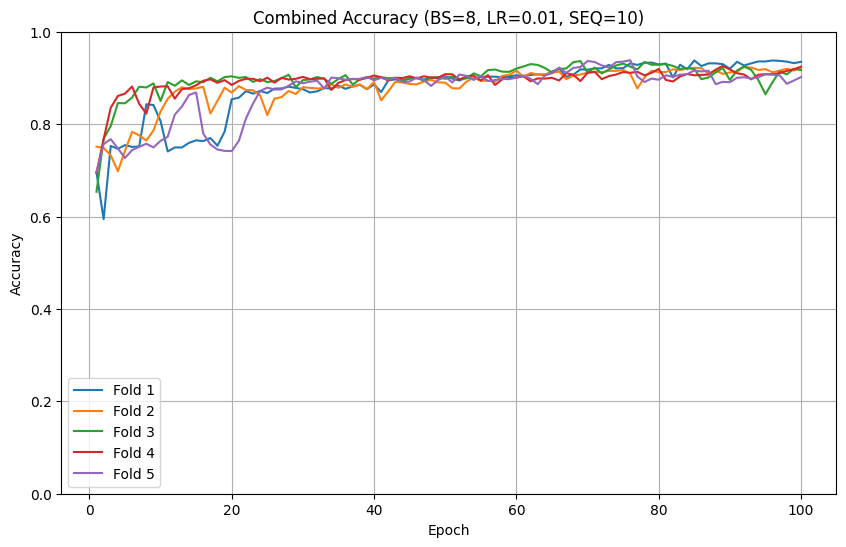 Combined Accuracy (BS=8, LR=0.01, SEQ=10)
1.0
0.8
0.6
0.4
0.2
0.0
Accuracy
Fold 1
Fold 2
Fold 3
Fold 4
Fold 5
0 20 40 60 80 100
Epoch